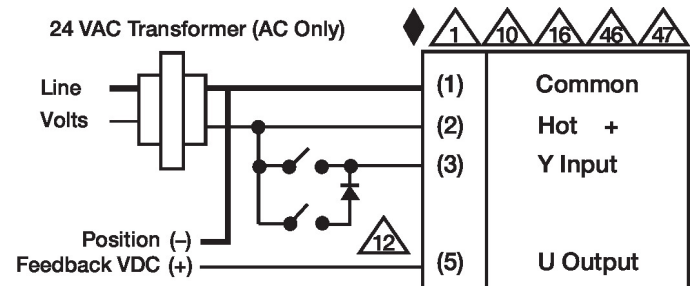 24 VAC Transformer (AC Only)
1 10 16 46 47
Line
Volts
(1) Common
(2) Hot +
(3) Y Input
12
Position (–)
Feedback VDC (+)
(5) U Output